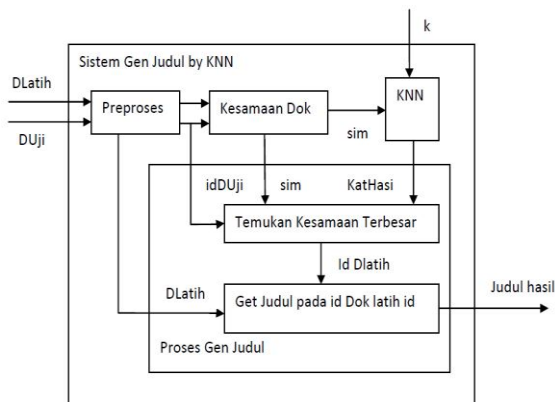 k
Sistem Gen Judul by KNN
DLatih
DUji
Preproses
Kesamaan Dok
KNN
sim
idDUji
sim
KatHasi
Temukan Kesamaan Terbesar
Id Dlatih
DLatih
Get Judul pada id Dok latih id
Judul hasil
Proses Gen Judul